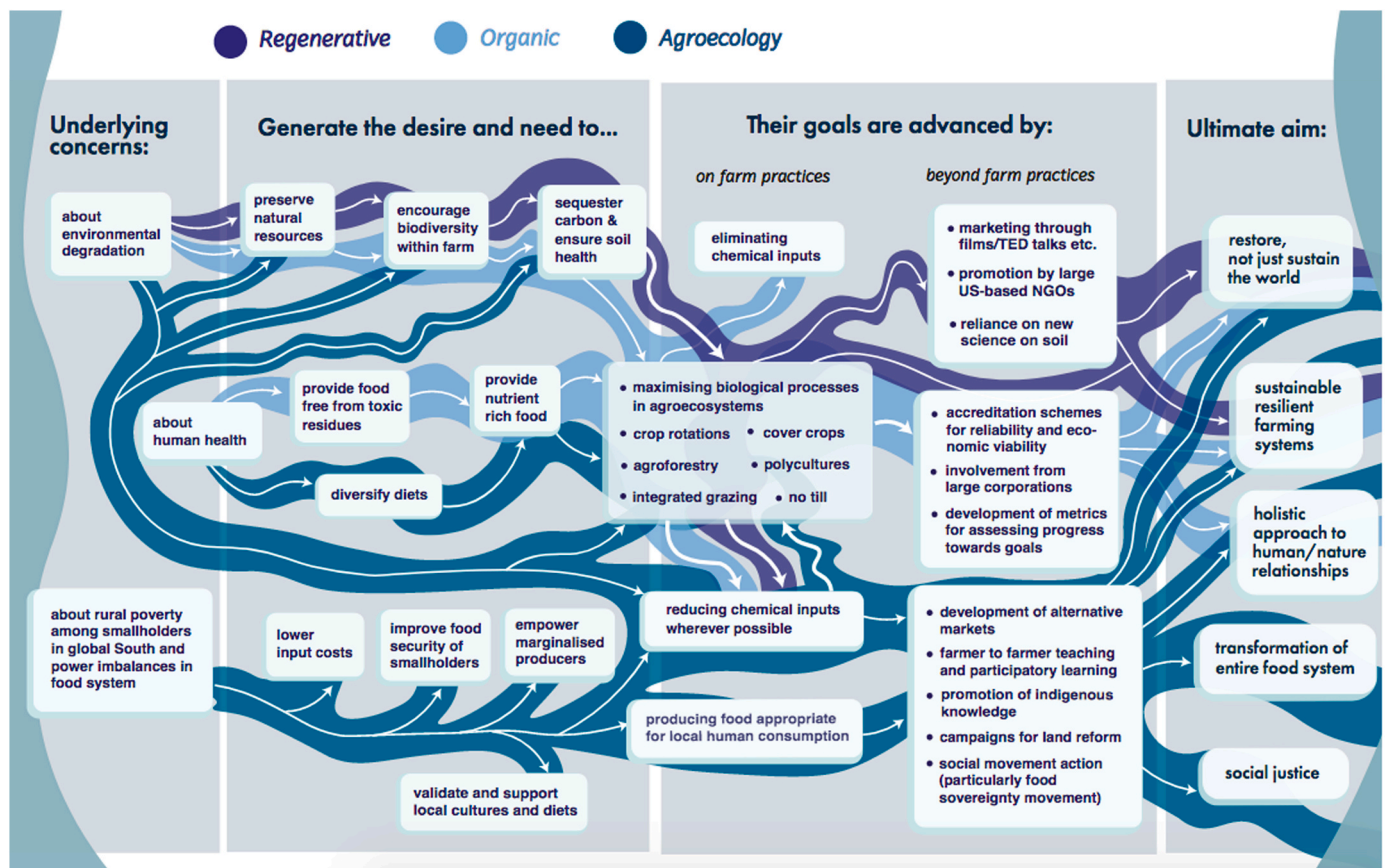 Regenerative
Organic
Agroecology
Underlying
concerns:
Generate the desire and need to...
Their goals are advanced by:
Ultimate aim:
on farm practices
beyond farm practices
about
environmental
degradation
preserve
natural
resources
encourage
biodiversity
within farm
sequester
carbon &
ensure soil
health
eliminating
chemical inputs
• marketing through
films/TED talks etc.
• promotion by large
US-based NGOs
• reliance on new
science on soil
restore,
not just sustain
the world
about
human health
provide food
free from toxic
residues
provide
nutrient
rich food
diversify diets
• maximising biological processes
in agroecosystems
• crop rotations • cover crops
• agroforestry • polycultures
• integrated grazing • no till
• accreditation schemes
for reliability and eco-
nomic viability
• involvement from
large corporations
• development of metrics
for assessing progress
towards goals
sustainable
resilient
farming
systems
holistic
approach to
human/nature
relationships
about rural poverty
among smallholders
in global South and
power imbalances in
food system
lower
input costs
improve food
security of
smallholders
empower
marginalised
producers
validate and support
local cultures and diets
reducing chemical inputs
wherever possible
producing food appropriate
for local human consumption
• development of alternative
markets
• farmer to farmer teaching
and participatory learning
• promotion of indigenous
knowledge
• campaigns for land reform
• social movement action
(particularly food
sovereignty movement)
transformation of
entire food system
social justice